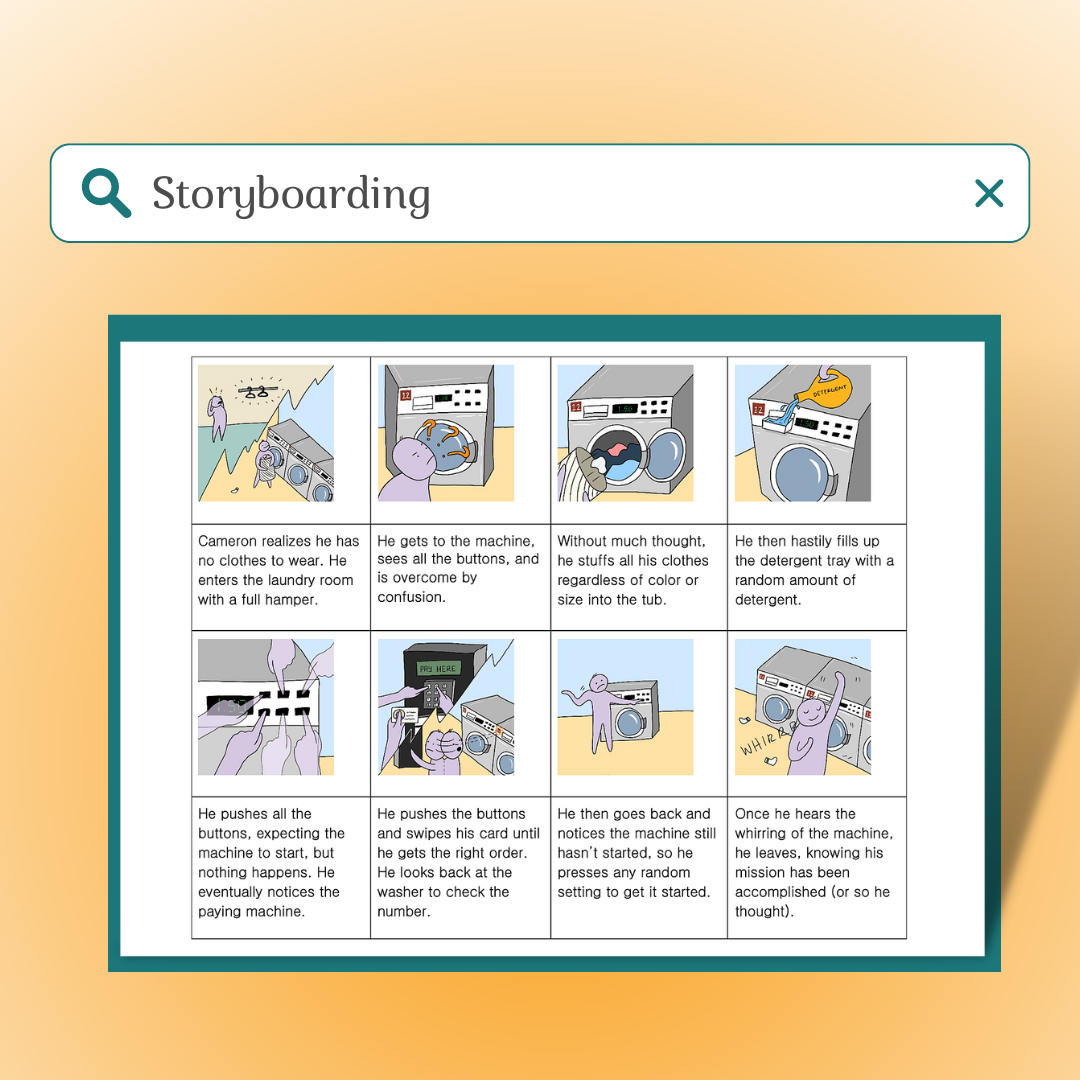 Storyboarding
12
1.50
12
1.50
DETERGENT
12
1.50
Cameron realizes he has
no clothes to wear. He
enters the laundry room
with a full hamper.
He gets to the machine,
sees all the buttons, and
is overcome by
confusion.
Without much thought,
he stuffs all his clothes
regardless of color or
size into the tub.
He then hastily fills up
the detergent tray with a
random amount of
detergent.
PAY HERE
WHIRRR
He pushes all the
buttons, expecting the
machine to start, but
nothing happens. He
eventually notices the
paying machine.
He pushes the buttons
and swipes his card until
he gets the right order.
He looks back at the
washer to check the
number.
He then goes back and
notices the machine still
hasn't started, so he
presses any random
setting to get it started.
Once he hears the
whirring of the machine,
he leaves, knowing his
mission has been
accomplished (or so he
thought).